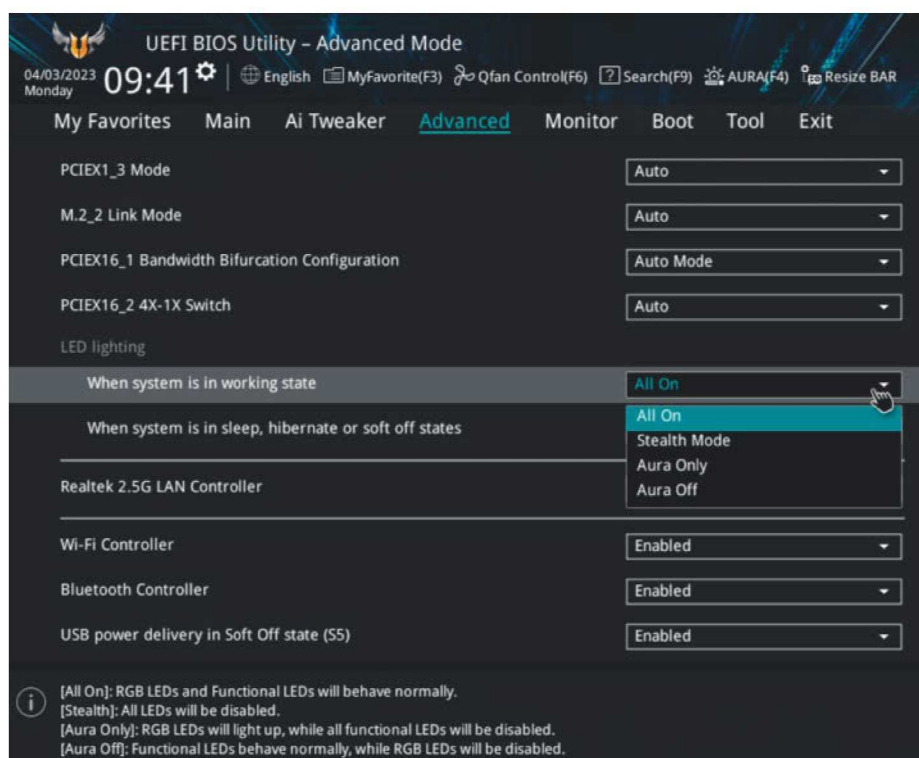 UEFI BIOS Utility – Advanced Mode
04/03/2023 Monday 09:41 English MyFavorite(F3) Qfan Control(F6) ? Search(F9) AURA(F4) Resize BAR
My Favorites Main Ai Tweaker Advanced Monitor Boot Tool Exit
PCIEX1_3 Mode Auto
M.2_2 Link Mode Auto
PCIEX16_1 Bandwidth Bifurcation Configuration Auto Mode
PCIEX16_2 4X-1X Switch Auto
LED lighting
When system is in working state All On
All On
When system is in sleep, hibernate or soft off states
Stealth Mode
Aura Only
Realtek 2.5G LAN Controller
Aura Off
Wi-Fi Controller Enabled
Bluetooth Controller Enabled
USB power delivery in Soft Off state (S5) Enabled
[All On]: RGB LEDs and Functional LEDs will behave normally.
[Stealth]: All LEDs will be disabled.
[Aura Only]: RGB LEDs will light up, while all functional LEDs will be disabled.
[Aura Off]: Functional LEDs behave normally, while RGB LEDs will be disabled.